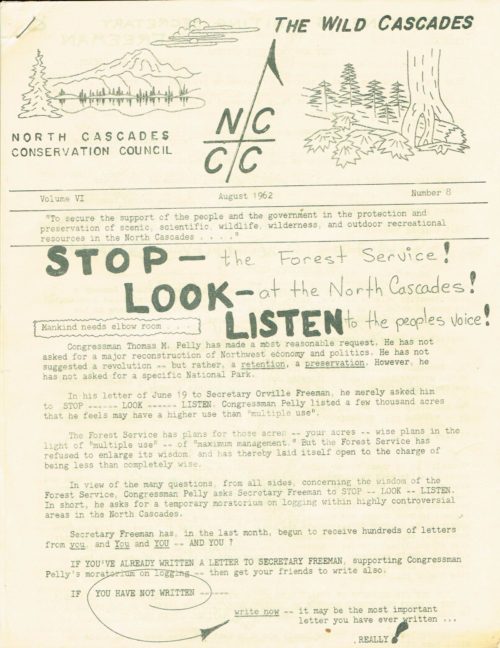 THE WILD CASCADES
NORTH CASCADES
CONSERVATION COUNCIL
N C
C C
Volume VI August 1962 Number 8
"To secure the support of the people and the government in the protection and
preservation of scenic, scientific, wildlife, wilderness, and outdoor recreational
resources in the North Cascades . . . ."
STOP — the Forest Service!
LOOK — at the North Cascades!
LISTEN to the peoples voice!
Mankind needs elbow room . . . .
Congressman Thomas M. Pelly has made a most reasonable request. He has not
asked for a major reconstruction of Northwest economy and politics. He has not
suggested a revolution -- but rather, a retention, a preservation. However, he
has not asked for a specific National Park.
In his letter of June 19 to Secretary Orville Freeman, he merely asked him
to STOP ------ LOOK ------ LISTEN. Congressman Pelly listed a few thousand acres
that he feels may have a higher use than "multiple use".
The Forest Service has plans for those acres -- your acres -- wise plans in the
light of "multiple use" -- of "maximum management." But the Forest Service has
refused to enlarge its wisdom, and has thereby laid itself open to the charge of
being less than completely wise.
In view of the many questions, from all sides, concerning the wisdom of the
Forest Service, Congressman Pelly asks Secretary Freeman to STOP -- LOOK -- LISTEN.
In short, he asks for a temporary moratorium on logging within highly controversial
areas in the North Cascades.
Secretary Freeman has, in the last month, begun to receive hundreds of letters
from you, and You and YOU -- AND YOU ?
IF YOU'VE ALREADY WRITTEN A LETTER TO SECRETARY FREEMAN, supporting Congressman
Pelly's moratorium on logging -- then get your friends to write also.
IF YOU HAVE NOT WRITTEN ------
write now -- it may be the most important
letter you have ever written ...
REALLY!